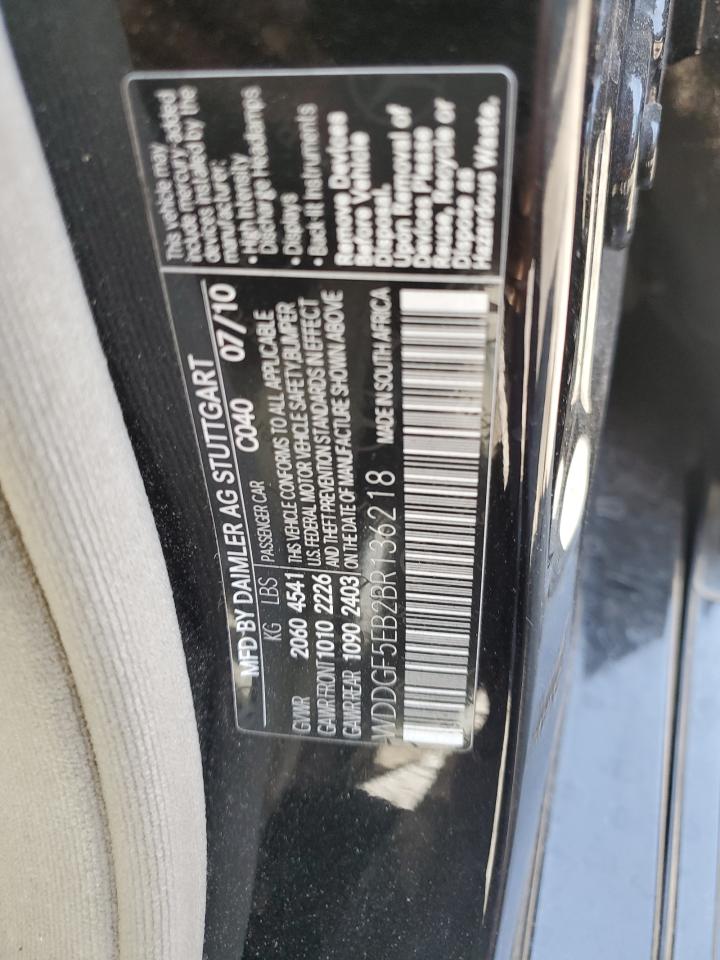 MFD BY DAIMLER AG STUTTGART
C040 07/10
KG LBS PASSENGER CAR
GVWR 2060 4541
GAWR FRONT 1010 2226
GAWR REAR 1090 2403
THIS VEHICLE CONFORMS TO ALL APPLICABLE
U.S. FEDERAL MOTOR VEHICLE SAFETY, BUMPER
AND THEFT PREVENTION STANDARDS IN EFFECT
ON THE DATE OF MANUFACTURE SHOWN ABOVE
WDDGF5EB2BR136218 MADE IN SOUTH AFRICA
This vehicle may
include mercury-added
devices installed by the
manufacturer:
• High Intensity
Discharge Headlamps
• Displays
• Back-lit Instruments
Remove Devices
Before Vehicle
Disposal.
Upon Removal of
Devices, Please
Reuse, Recycle or
Dispose as
Hazardous Waste.